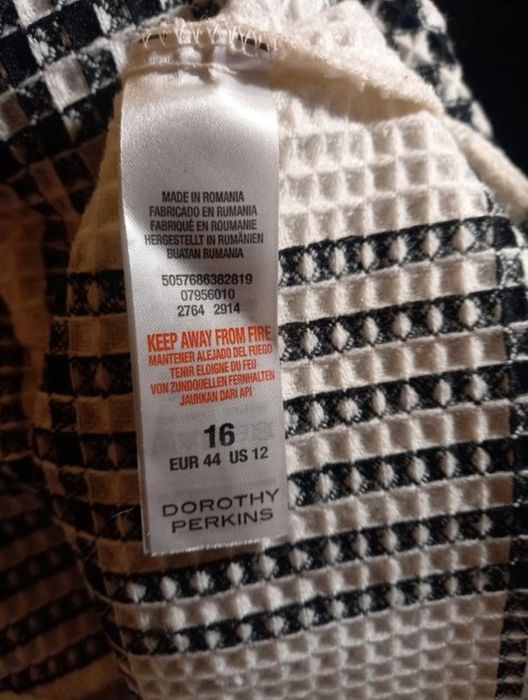 MADE IN ROMANIA
FABRICADO EN RUMANIA
FABRIQUÉ EN ROUMANIE
HERGESTELLT IN RUMÄNIEN
BUATAN RUMANIA
5057686382819
07956010
2764 2914
KEEP AWAY FROM FIRE
MANTENER ALEJADO DEL FUEGO
TENIR ELOIGNE DU FEU
VON ZUNDQUELLEN FERNHALTEN
JAUHKAN DARI API
16
EUR 44 US 12
DOROTHY
PERKINS